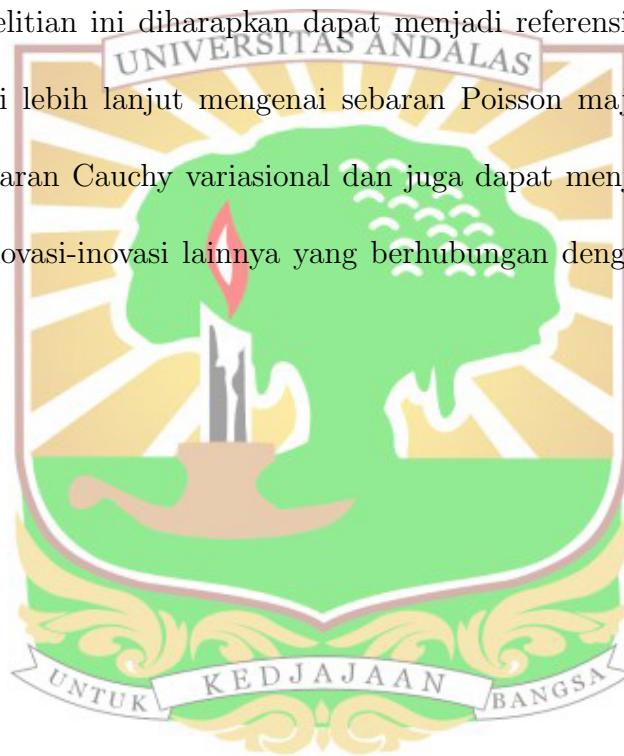 elitian ini diharapkan dapat menjadi referensi
UNIVERSITAS ANDALAS
i lebih lanjut mengenai sebaran Poisson maj
aran Cauchy variasional dan juga dapat menj
ovasi-inovasi lainnya yang berhubungan deng
UNTUK KEDJAJAAN BANGSA